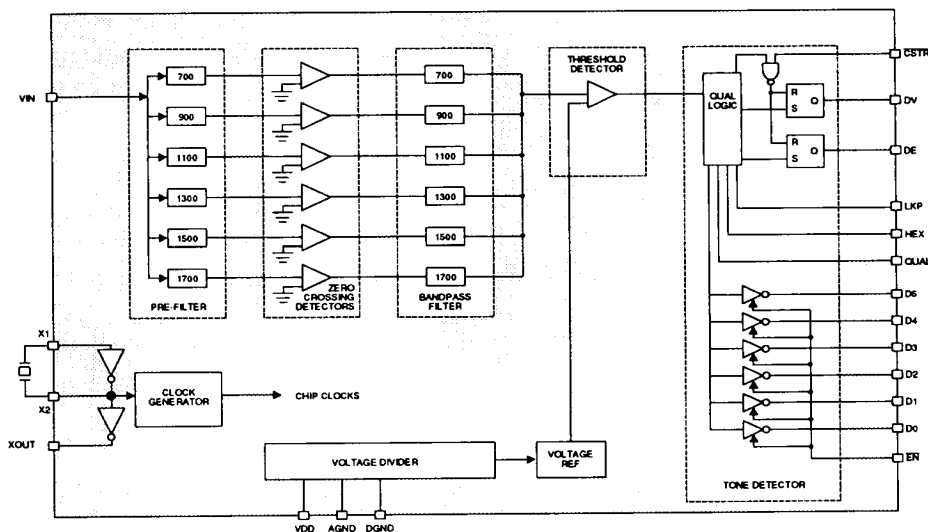 CSTR
THRESHOLD
DETECTOR
VIN
700
700
QUAL
LOGIC
R
S
Q
DV
900
900
1100
1100
R
S
Q
DE
1300
1300
LKP
1500
1500
HEX
1700
1700
QUAL
PRE-FILTER
ZERO
CROSSING
DETECTORS
BANDPASS
FILTER
D5
D4
X1
D3
D2
X2
CLOCK
GENERATOR
CHIP CLOCKS
D1
D0
XOUT
VOLTAGE DIVIDER
VOLTAGE
REF
EN
TONE DETECTOR
VDD
AGND
DGND